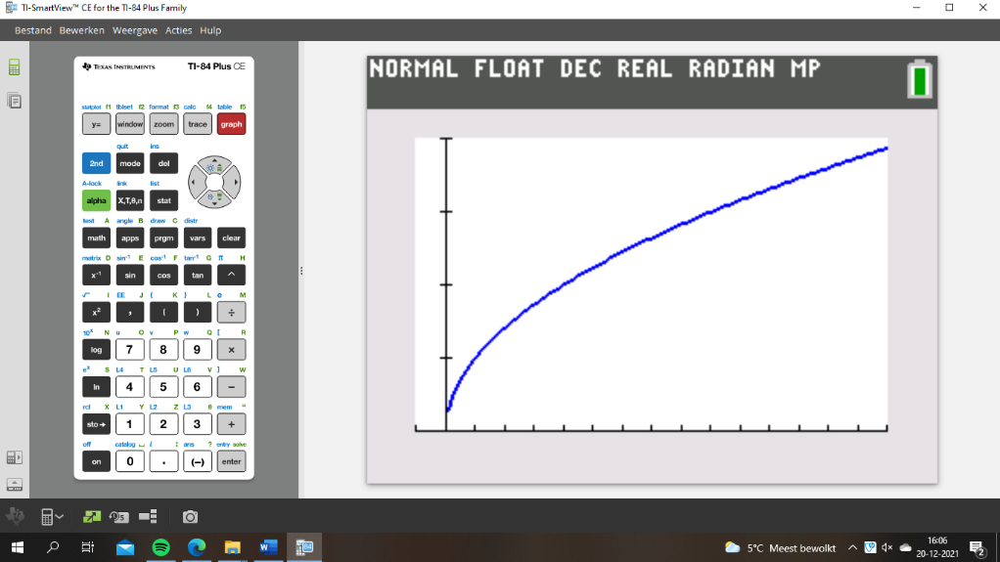 TI-SmartView™ CE for the TI-84 Plus Family
Bestand Bewerken Weergave Acties Hulp
TEXAS INSTRUMENTS TI-84 Plus CE
statplot f1 tblset f2 format f3 calc f4 table f5
y= window zoom trace graph
quit ins
2nd mode del
A-lock link list
alpha X,T,θ,n stat
test A angle B draw C distr
math apps prgm vars clear
matrix D sin⁻¹ E cos⁻¹ F tan⁻¹ G π H
x⁻¹ sin cos tan ^
√ I EE J { K } L e M
x² , ( ) ÷
10ˣ N u O v P w Q [ R
log 7 8 9 ×
eˣ S L4 T L5 U L6 V ] W
ln 4 5 6 −
rcl X L1 Y L2 Z L3 θ mem "
sto→ 1 2 3 +
off catalog ⎵ i : ans ? entry solve
on 0 . (–) enter
NORMAL FLOAT DEC REAL RADIAN MP
5°C Meest bewolkt
16:06
20-12-2021
2